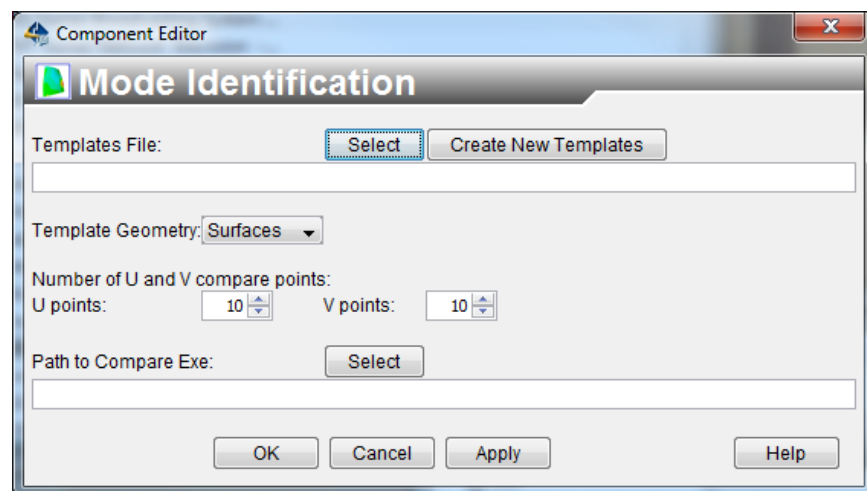 Component Editor
Mode Identification
Templates File: Select Create New Templates
Template Geometry: Surfaces
Number of U and V compare points:
U points: 10 V points: 10
Path to Compare Exe: Select
OK Cancel Apply Help